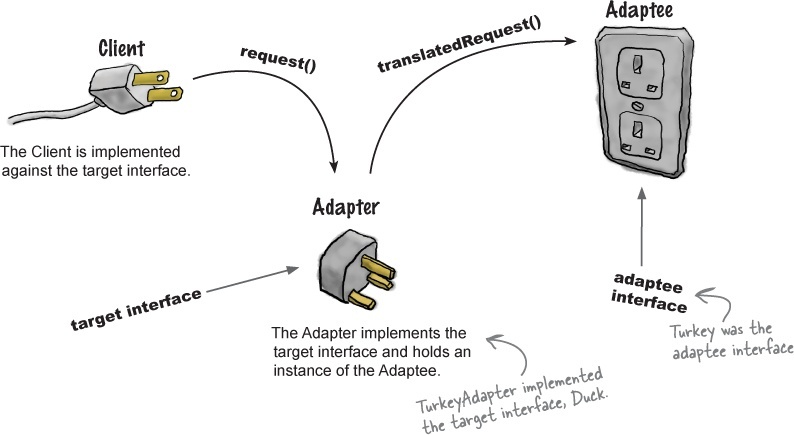 Client
request()
translatedRequest()
Adaptee
The Client is implemented
against the target interface.
Adapter
target interface
The Adapter implements the
target interface and holds an
instance of the Adaptee.
TurkeyAdapter implemented
the target interface, Duck.
adaptee
interface
Turkey was the
adaptee interface